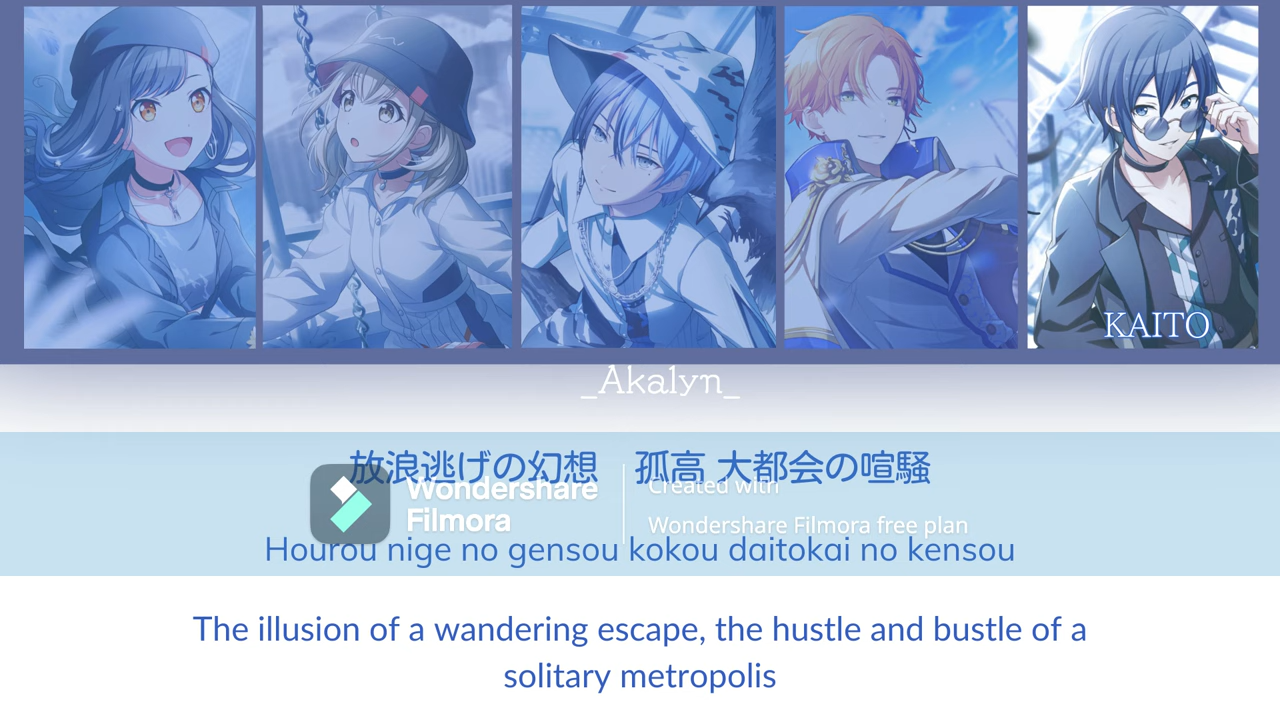 KAITO
_Akalyn_
放浪逃げの幻想　孤高 大都会の喧騒
Wondershare
Filmora
Created with
Wondershare Filmora free plan
Hourou nige no gensou kokou daitokai no kensou
The illusion of a wandering escape, the hustle and bustle of a
solitary metropolis